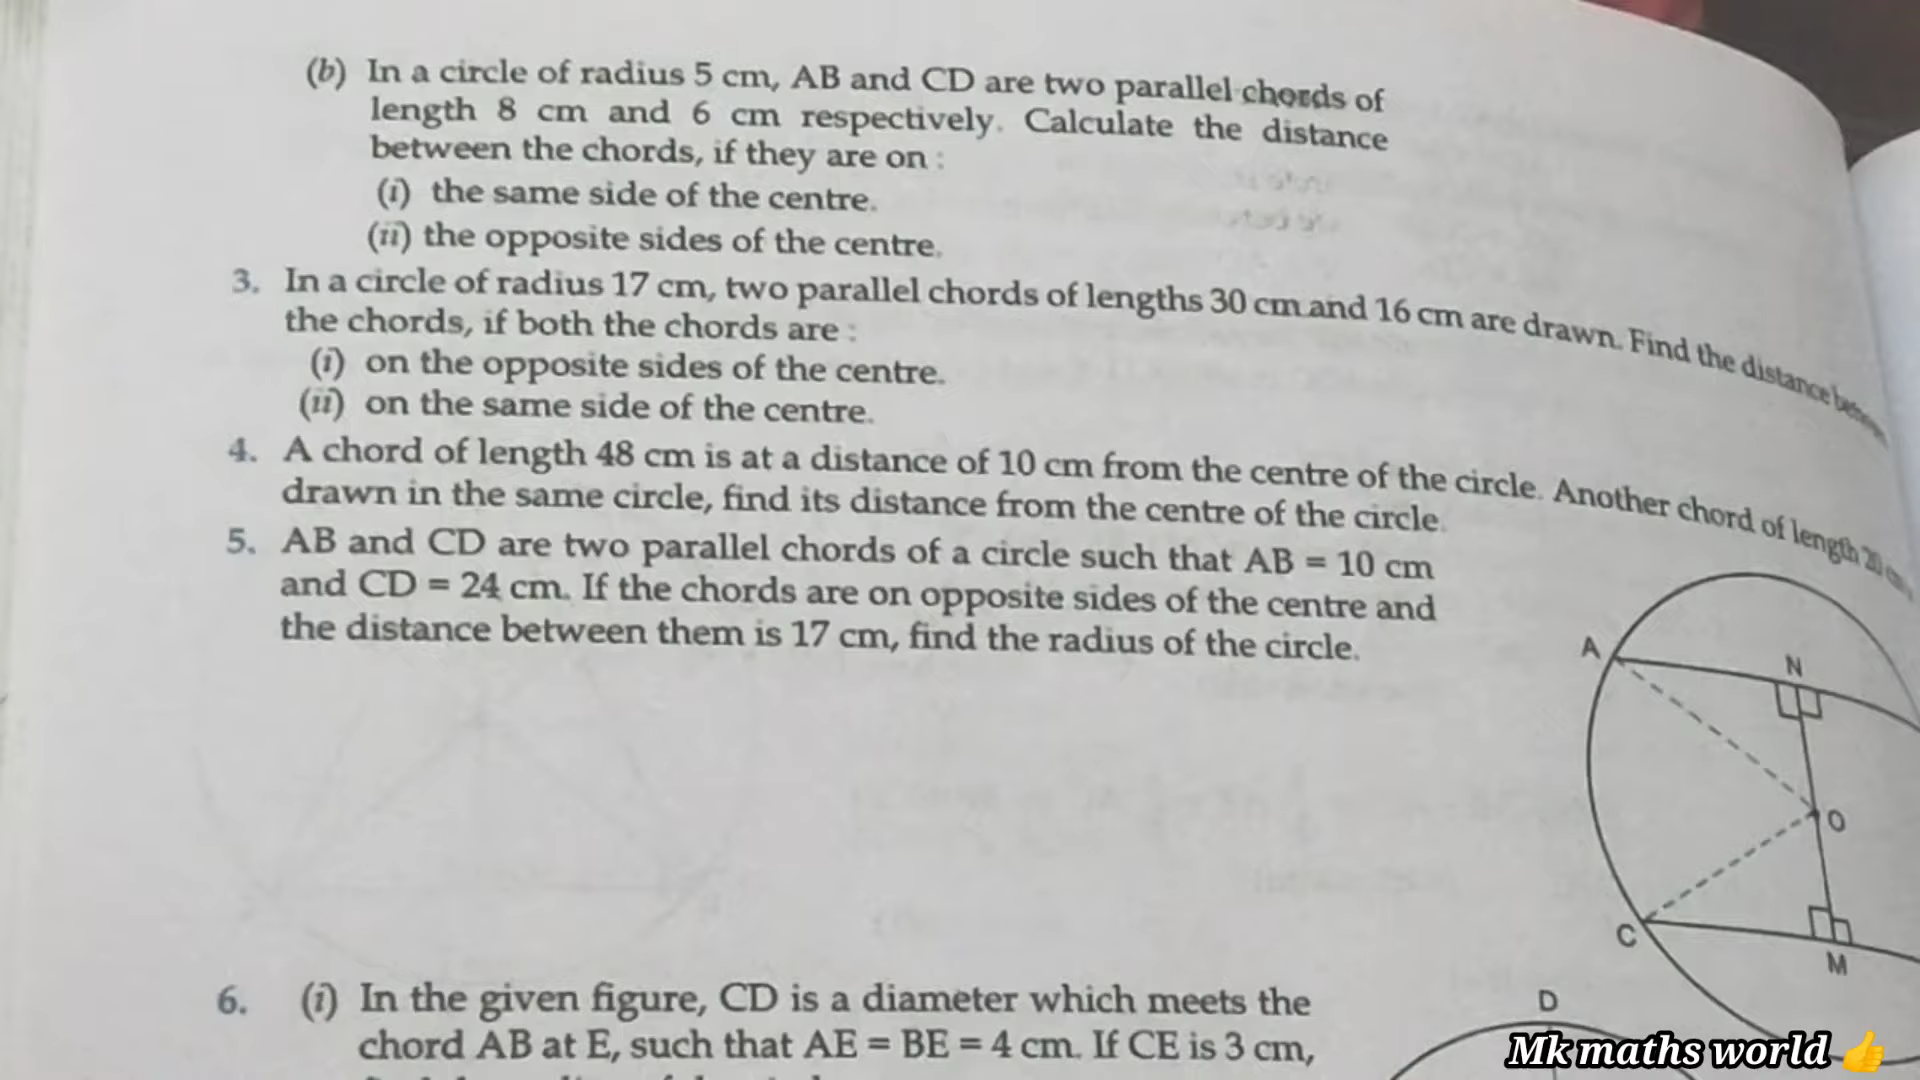 (b) In a circle of radius 5 cm, AB and CD are two parallel chords of
length 8 cm and 6 cm respectively. Calculate the distance
between the chords, if they are on :
(i) the same side of the centre.
(ii) the opposite sides of the centre.
3. In a circle of radius 17 cm, two parallel chords of lengths 30 cm and 16 cm are drawn. Find the distance
the chords, if both the chords are :
(i) on the opposite sides of the centre.
(ii) on the same side of the centre.
4. A chord of length 48 cm is at a distance of 10 cm from the centre of the circle. Another chord of length 20
drawn in the same circle, find its distance from the centre of the circle.
5. AB and CD are two parallel chords of a circle such that AB = 10 cm
and CD = 24 cm. If the chords are on opposite sides of the centre and
the distance between them is 17 cm, find the radius of the circle.
A
N
O
C
M
6. (i) In the given figure, CD is a diameter which meets the
chord AB at E, such that AE = BE = 4 cm. If CE is 3 cm,
D
Mk maths world 👍